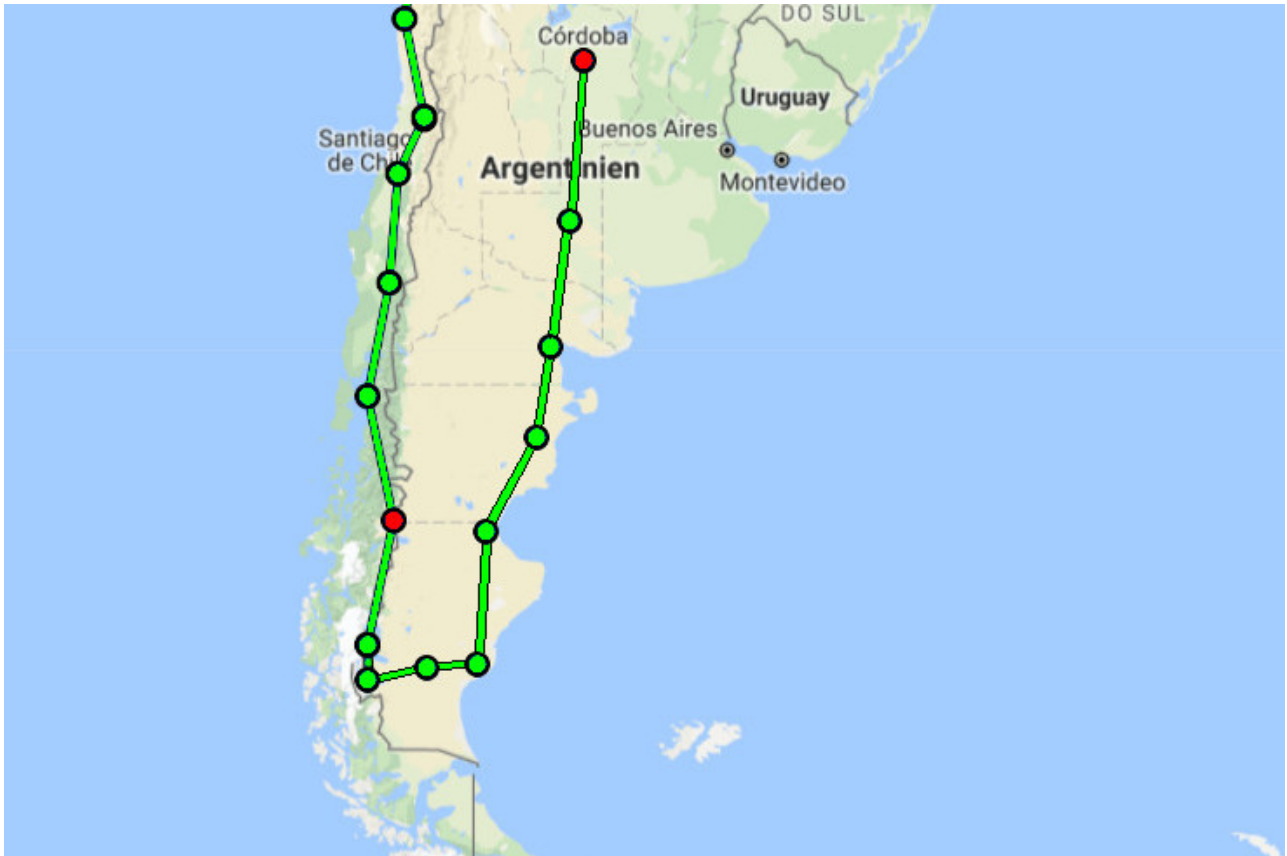 DO SUL
Córdoba
Uruguay
Buenos Aires
Santiago
de Chile
Argentinien
Montevideo